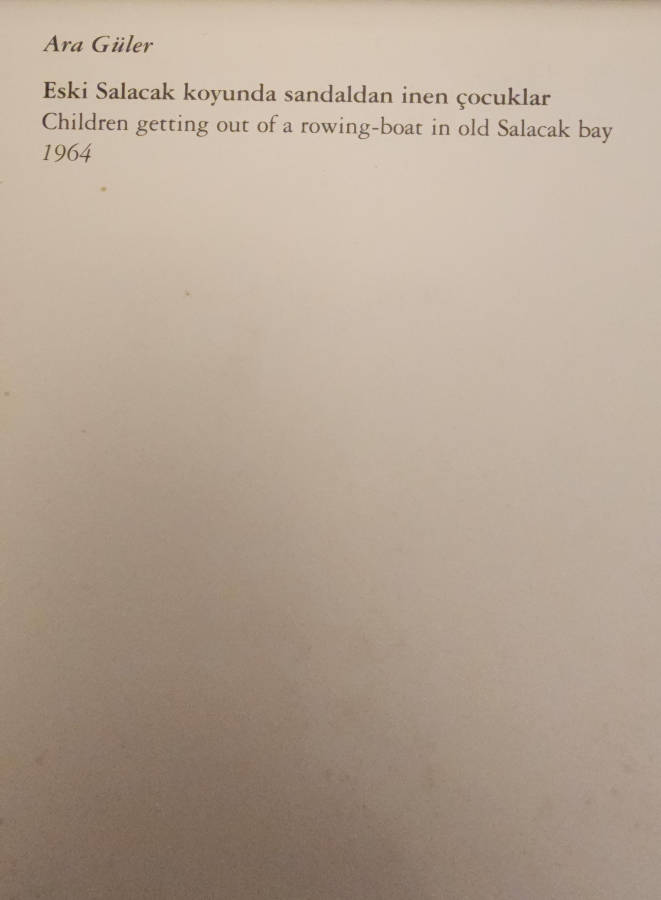 Ara Güler
Eski Salacak koyunda sandaldan inen çocuklar
Children getting out of a rowing-boat in old Salacak bay
1964